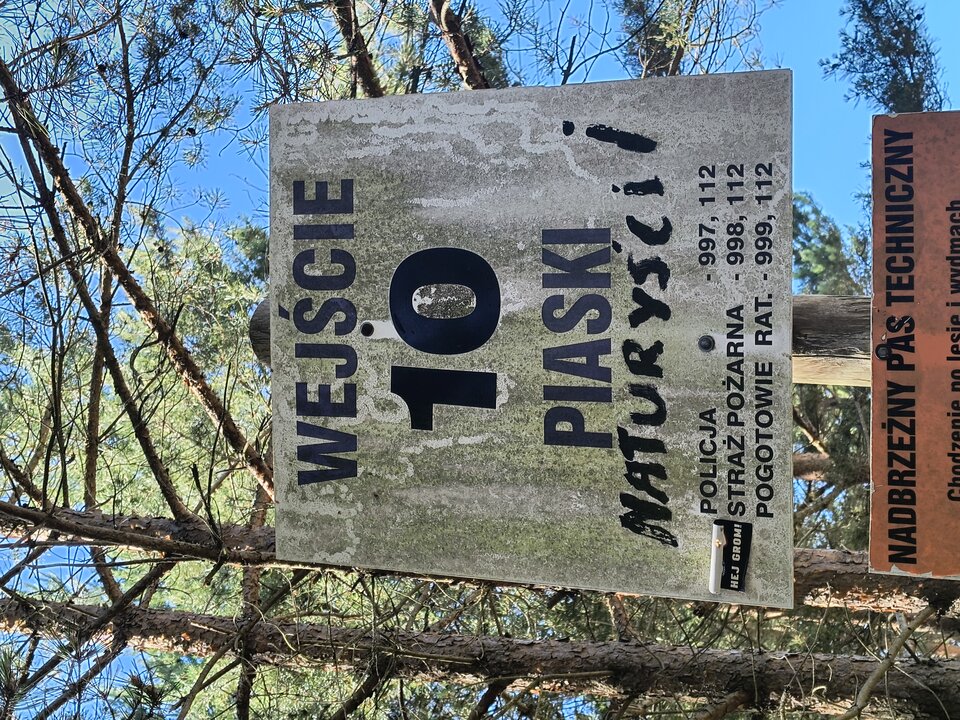 WEJŚCIE
10
PIASKI
NATURYŚCI!
POLICJA - 997, 112
STRAŻ POŻARNA - 998, 112
POGOTOWIE RAT. - 999, 112
HEJ GROM!
NADBRZEŻNY PAS TECHNICZNY
Chodzenie po lesie i wydmach